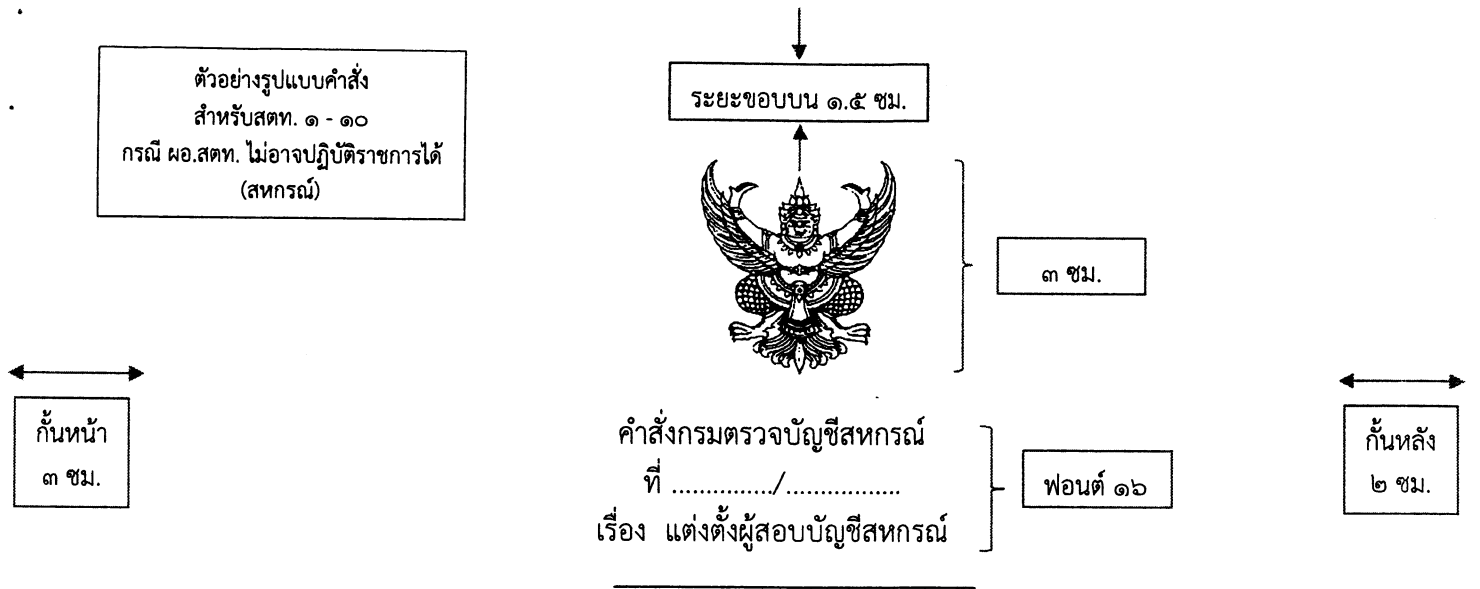 ตัวอย่างรูปแบบคำสั่ง
สำหรับสตท. ๑ - ๑๐
กรณี ผอ.สตท. ไม่อาจปฏิบัติราชการได้
(สหกรณ์)
ระยะขอบบน ๑.๕ ซม.
๓ ซม.
กั้นหน้า
๓ ซม.
กั้นหลัง
๒ ซม.
คำสั่งกรมตรวจบัญชีสหกรณ์
ที่ ............../.................
เรื่อง แต่งตั้งผู้สอบบัญชีสหกรณ์
ฟอนต์ ๑๖